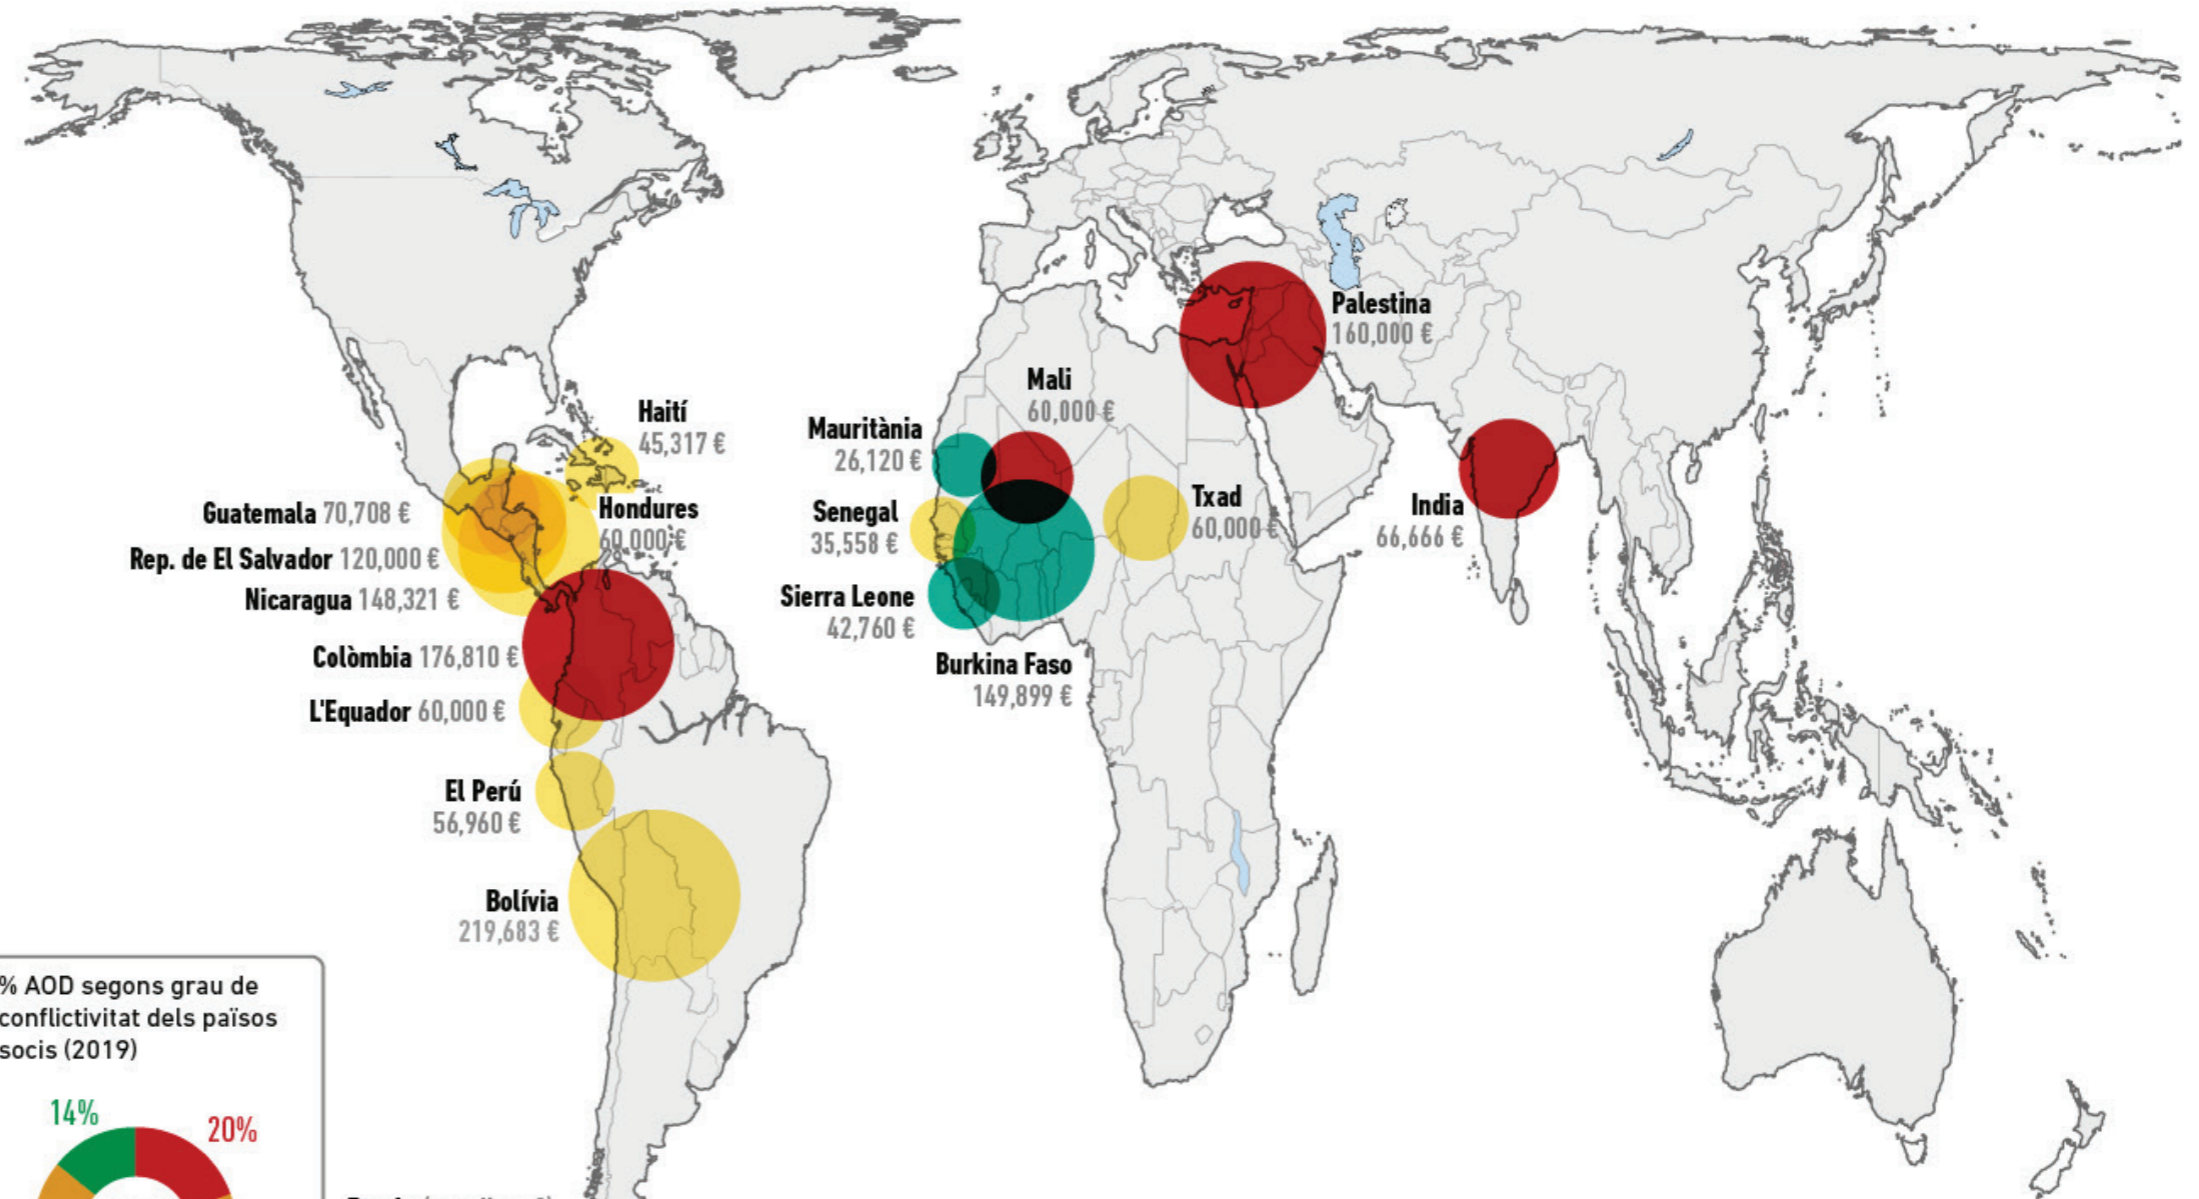 Palestina
160,000 €
Mali
60,000 €
Haití
45,317 €
Mauritània
26,120 €
Guatemala 70,708 €
Hondures
60,000 €
Senegal
35,558 €
Txad
60,000 €
India
66,666 €
Rep. de El Salvador 120,000 €
Nicaragua 148,321 €
Sierra Leone
42,760 €
Colòmbia 176,810 €
Burkina Faso
149,899 €
L'Equador 60,000 €
El Perú
56,960 €
Bolívia
219,683 €
% AOD segons grau de
conflictivitat dels països
socis (2019)
14%
20%